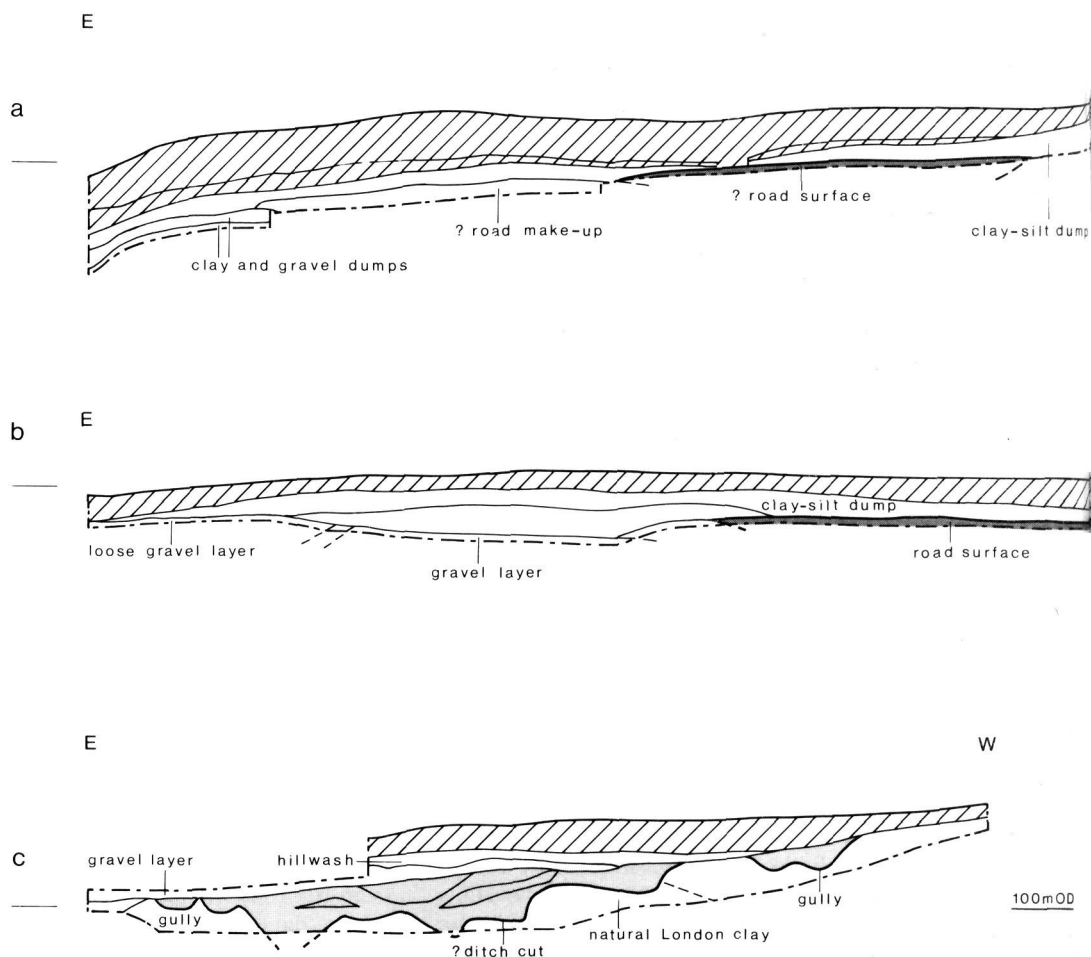 E
a
? road surface
? road make-up
clay-silt dump
clay and gravel dumps
E
b
clay-silt dump
loose gravel layer
road surface
gravel layer
E
W
c
gravel layer
hillwash
gully
gully
100mOD
natural London clay
? ditch cut